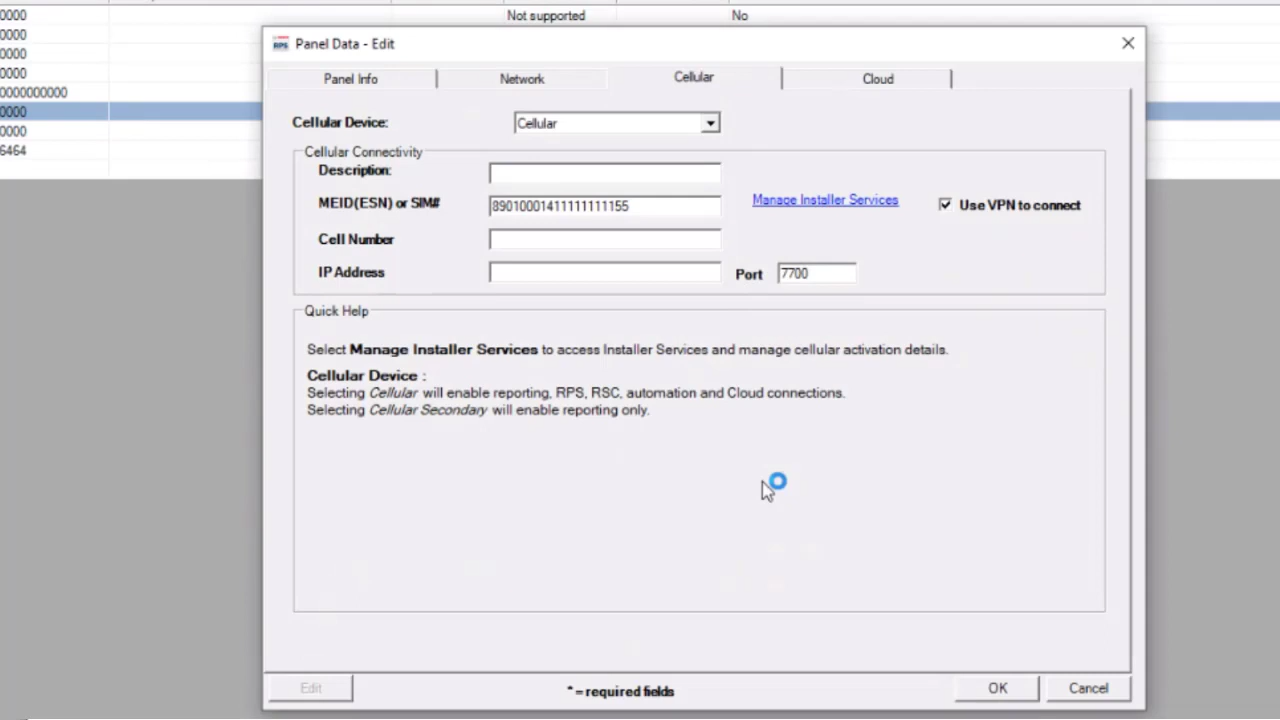 0000 Not supported No
0000
0000
0000
0000000000
0000
0000
6464
RPS Panel Data - Edit
Panel Info Network Cellular Cloud
Cellular Device: Cellular
Cellular Connectivity
Description:
MEID(ESN) or SIM# 89010001411111111155 Manage Installer Services Use VPN to connect
Cell Number
IP Address Port 7700
Quick Help
Select Manage Installer Services to access Installer Services and manage cellular activation details.
Cellular Device :
Selecting Cellular will enable reporting, RPS, RSC, automation and Cloud connections.
Selecting Cellular Secondary will enable reporting only.
Edit * = required fields OK Cancel